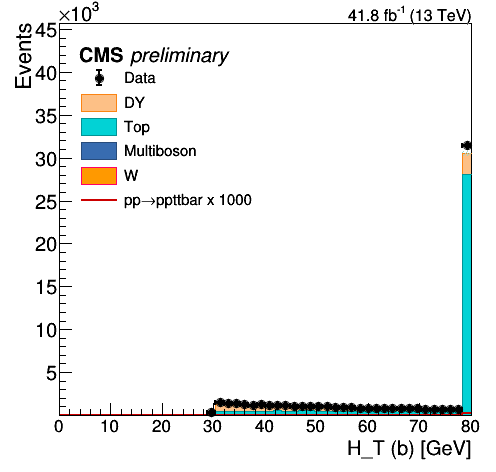 ×10³
41.8 fb⁻¹ (13 TeV)
Events
CMS preliminary
Data
DY
Top
Multiboson
W
pp→ppttbar x 1000
45
40
35
30
25
20
15
10
5
0 10 20 30 40 50 60 70 80
H_T (b) [GeV]